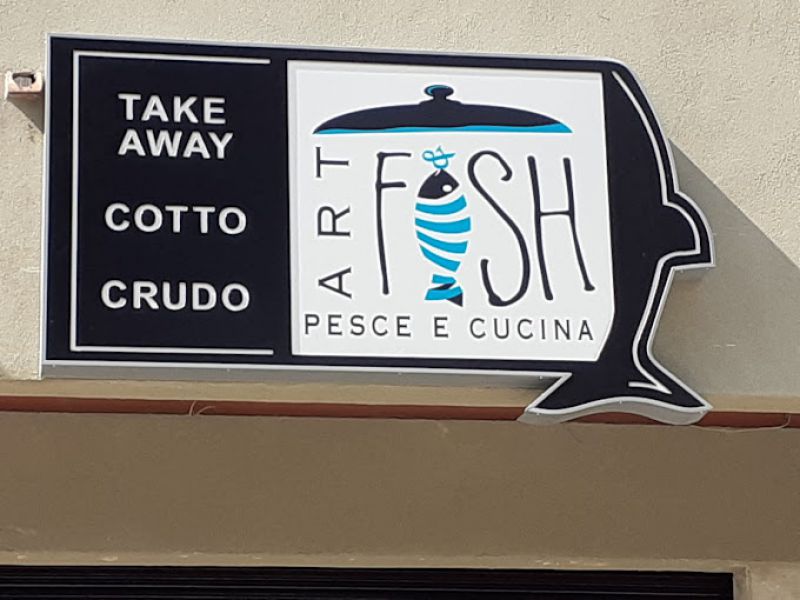 TAKE
AWAY
COTTO
CRUDO
ART
&
FISH
PESCE E CUCINA